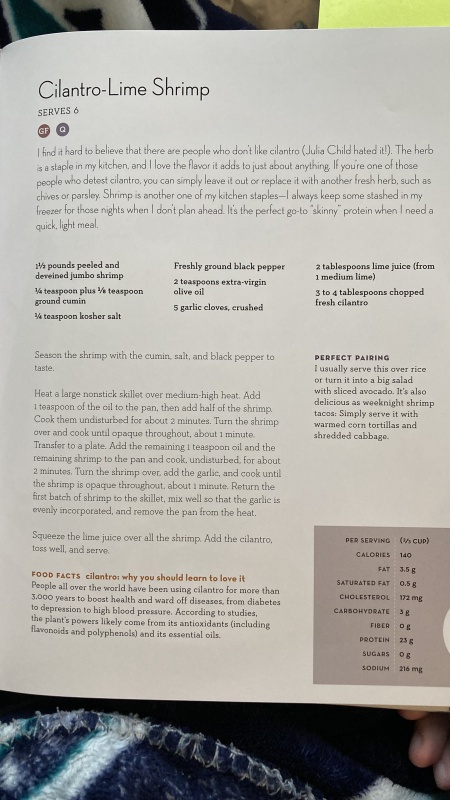 Cilantro-Lime Shrimp
SERVES 6
GF Q
I find it hard to believe that there are people who don't like cilantro (Julia Child hated it!). The herb
is a staple in my kitchen, and I love the flavor it adds to just about anything. If you're one of those
people who detest cilantro, you can simply leave it out or replace it with another fresh herb, such as
chives or parsley. Shrimp is another one of my kitchen staples—I always keep some stashed in my
freezer for those nights when I don't plan ahead. It's the perfect go-to "skinny" protein when I need a
quick, light meal.
1½ pounds peeled and
deveined jumbo shrimp
¼ teaspoon plus ⅛ teaspoon
ground cumin
¼ teaspoon kosher salt
Freshly ground black pepper
2 teaspoons extra-virgin
olive oil
5 garlic cloves, crushed
2 tablespoons lime juice (from
1 medium lime)
3 to 4 tablespoons chopped
fresh cilantro
Season the shrimp with the cumin, salt, and black pepper to
taste.
Heat a large nonstick skillet over medium-high heat. Add
1 teaspoon of the oil to the pan, then add half of the shrimp.
Cook them undisturbed for about 2 minutes. Turn the shrimp
over and cook until opaque throughout, about 1 minute.
Transfer to a plate. Add the remaining 1 teaspoon oil and the
remaining shrimp to the pan and cook, undisturbed, for about
2 minutes. Turn the shrimp over, add the garlic, and cook until
the shrimp is opaque throughout, about 1 minute. Return the
first batch of shrimp to the skillet, mix well so that the garlic is
evenly incorporated, and remove the pan from the heat.
Squeeze the lime juice over all the shrimp. Add the cilantro,
toss well, and serve.
FOOD FACTS cilantro: why you should learn to love it
People all over the world have been using cilantro for more than
3,000 years to boost health and ward off diseases, from diabetes
to depression to high blood pressure. According to studies,
the plant's powers likely come from its antioxidants (including
flavonoids and polyphenols) and its essential oils.
PERFECT PAIRING
I usually serve this over rice
or turn it into a big salad
with sliced avocado. It's also
delicious as weeknight shrimp
tacos: Simply serve it with
warmed corn tortillas and
shredded cabbage.
PER SERVING (⅔ CUP)
CALORIES 140
FAT 3.5 g
SATURATED FAT 0.5 g
CHOLESTEROL 172 mg
CARBOHYDRATE 3 g
FIBER 0 g
PROTEIN 23 g
SUGARS 0 g
SODIUM 216 mg